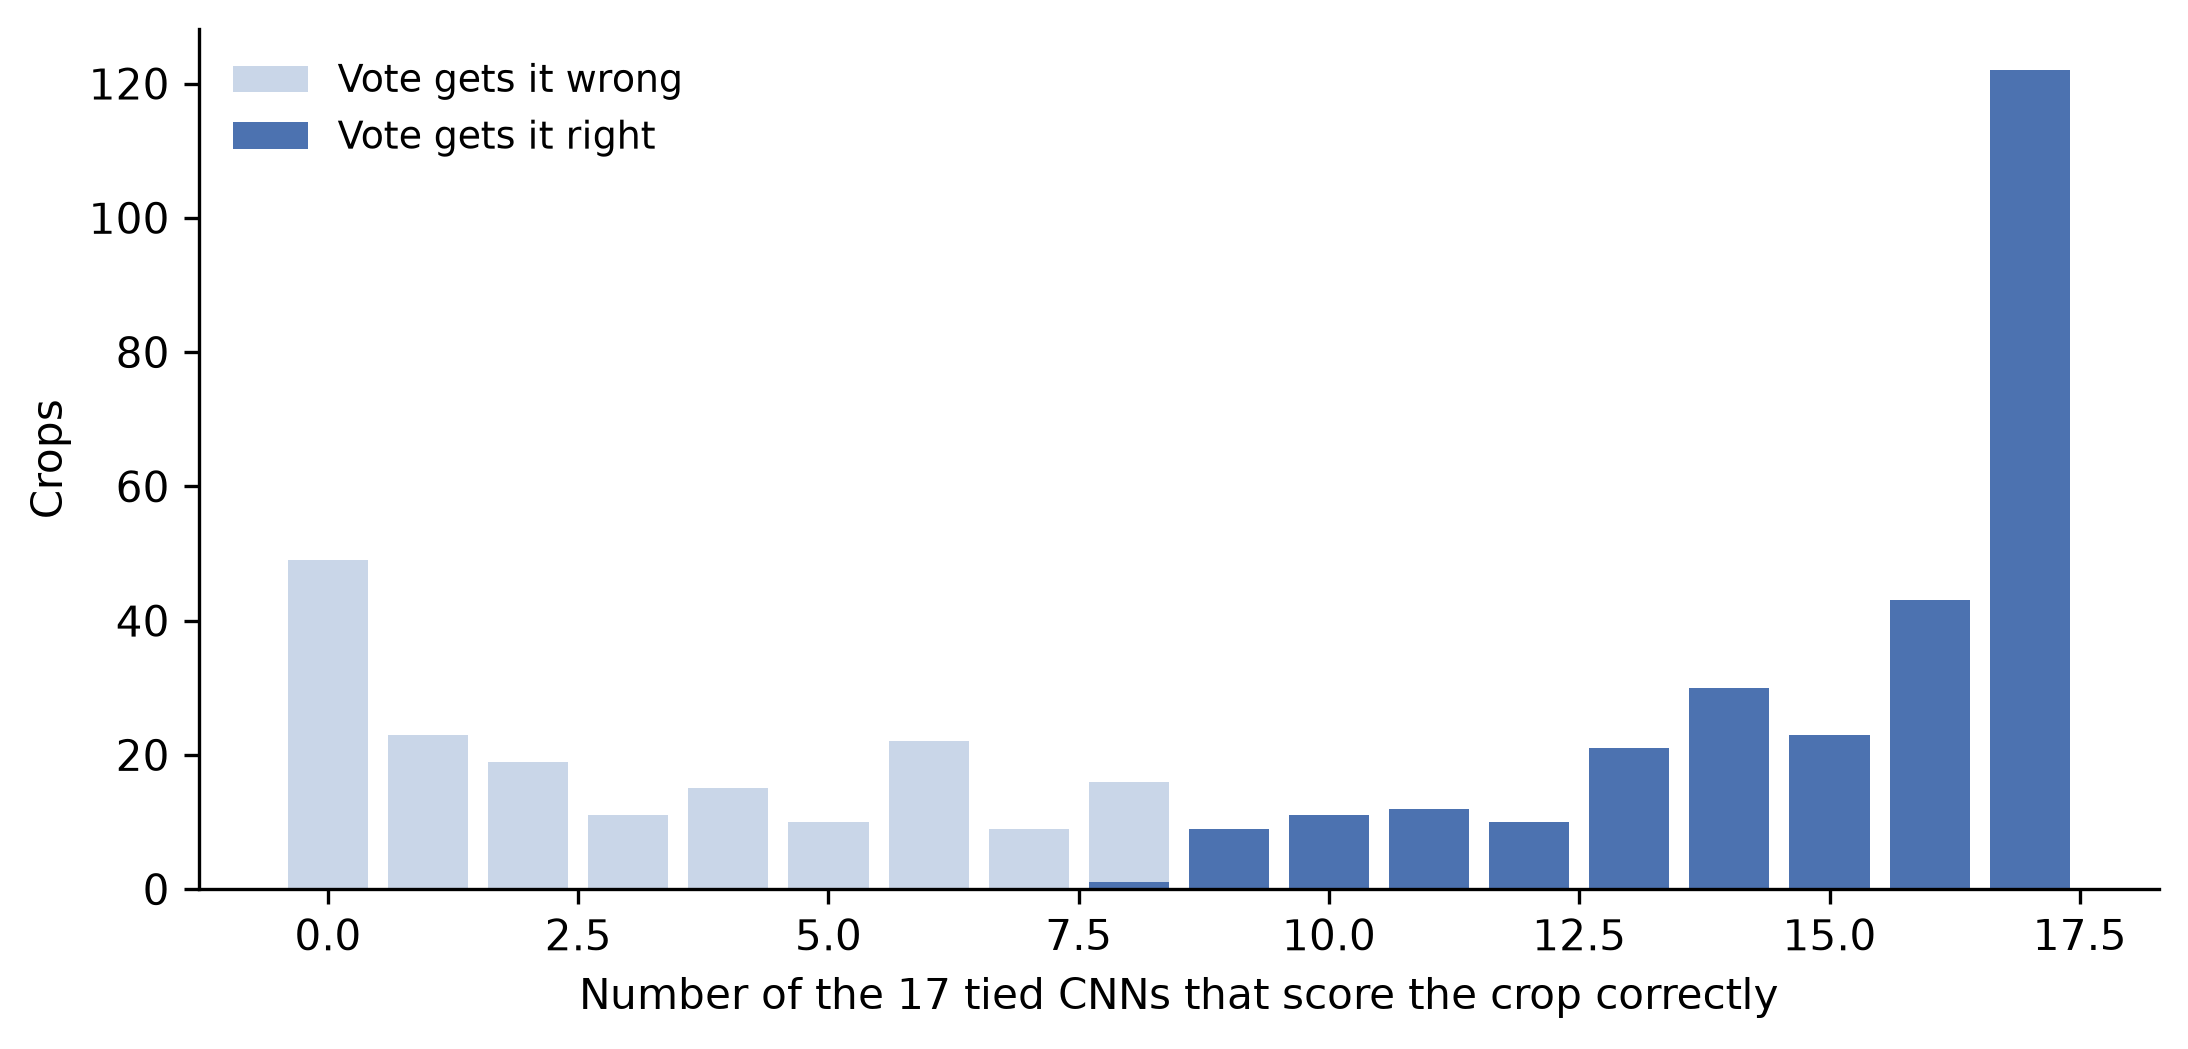 Vote gets it wrong
Vote gets it right
120
100
80
60
40
20
0
Crops
0.0 2.5 5.0 7.5 10.0 12.5 15.0 17.5
Number of the 17 tied CNNs that score the crop correctly